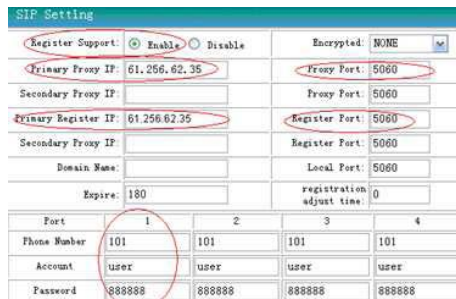 SIP Setting
Register Support: Enable Disable Encrypted: NONE
Primary Proxy IP: 61.256.62.35 Proxy Port: 5060
Secondary Proxy IP: Proxy Port: 5060
Primary Register IP: 61.256.62.35 Register Port: 5060
Secondary Proxy IP: Register Port: 5060
Domain Name: Local Port: 5060
Expire: 180 registration adjust time: 0
Port 1 2 3 4
Phone Number 101 101 101 101
Account user user user user
Password 888888 888888 888888 888888